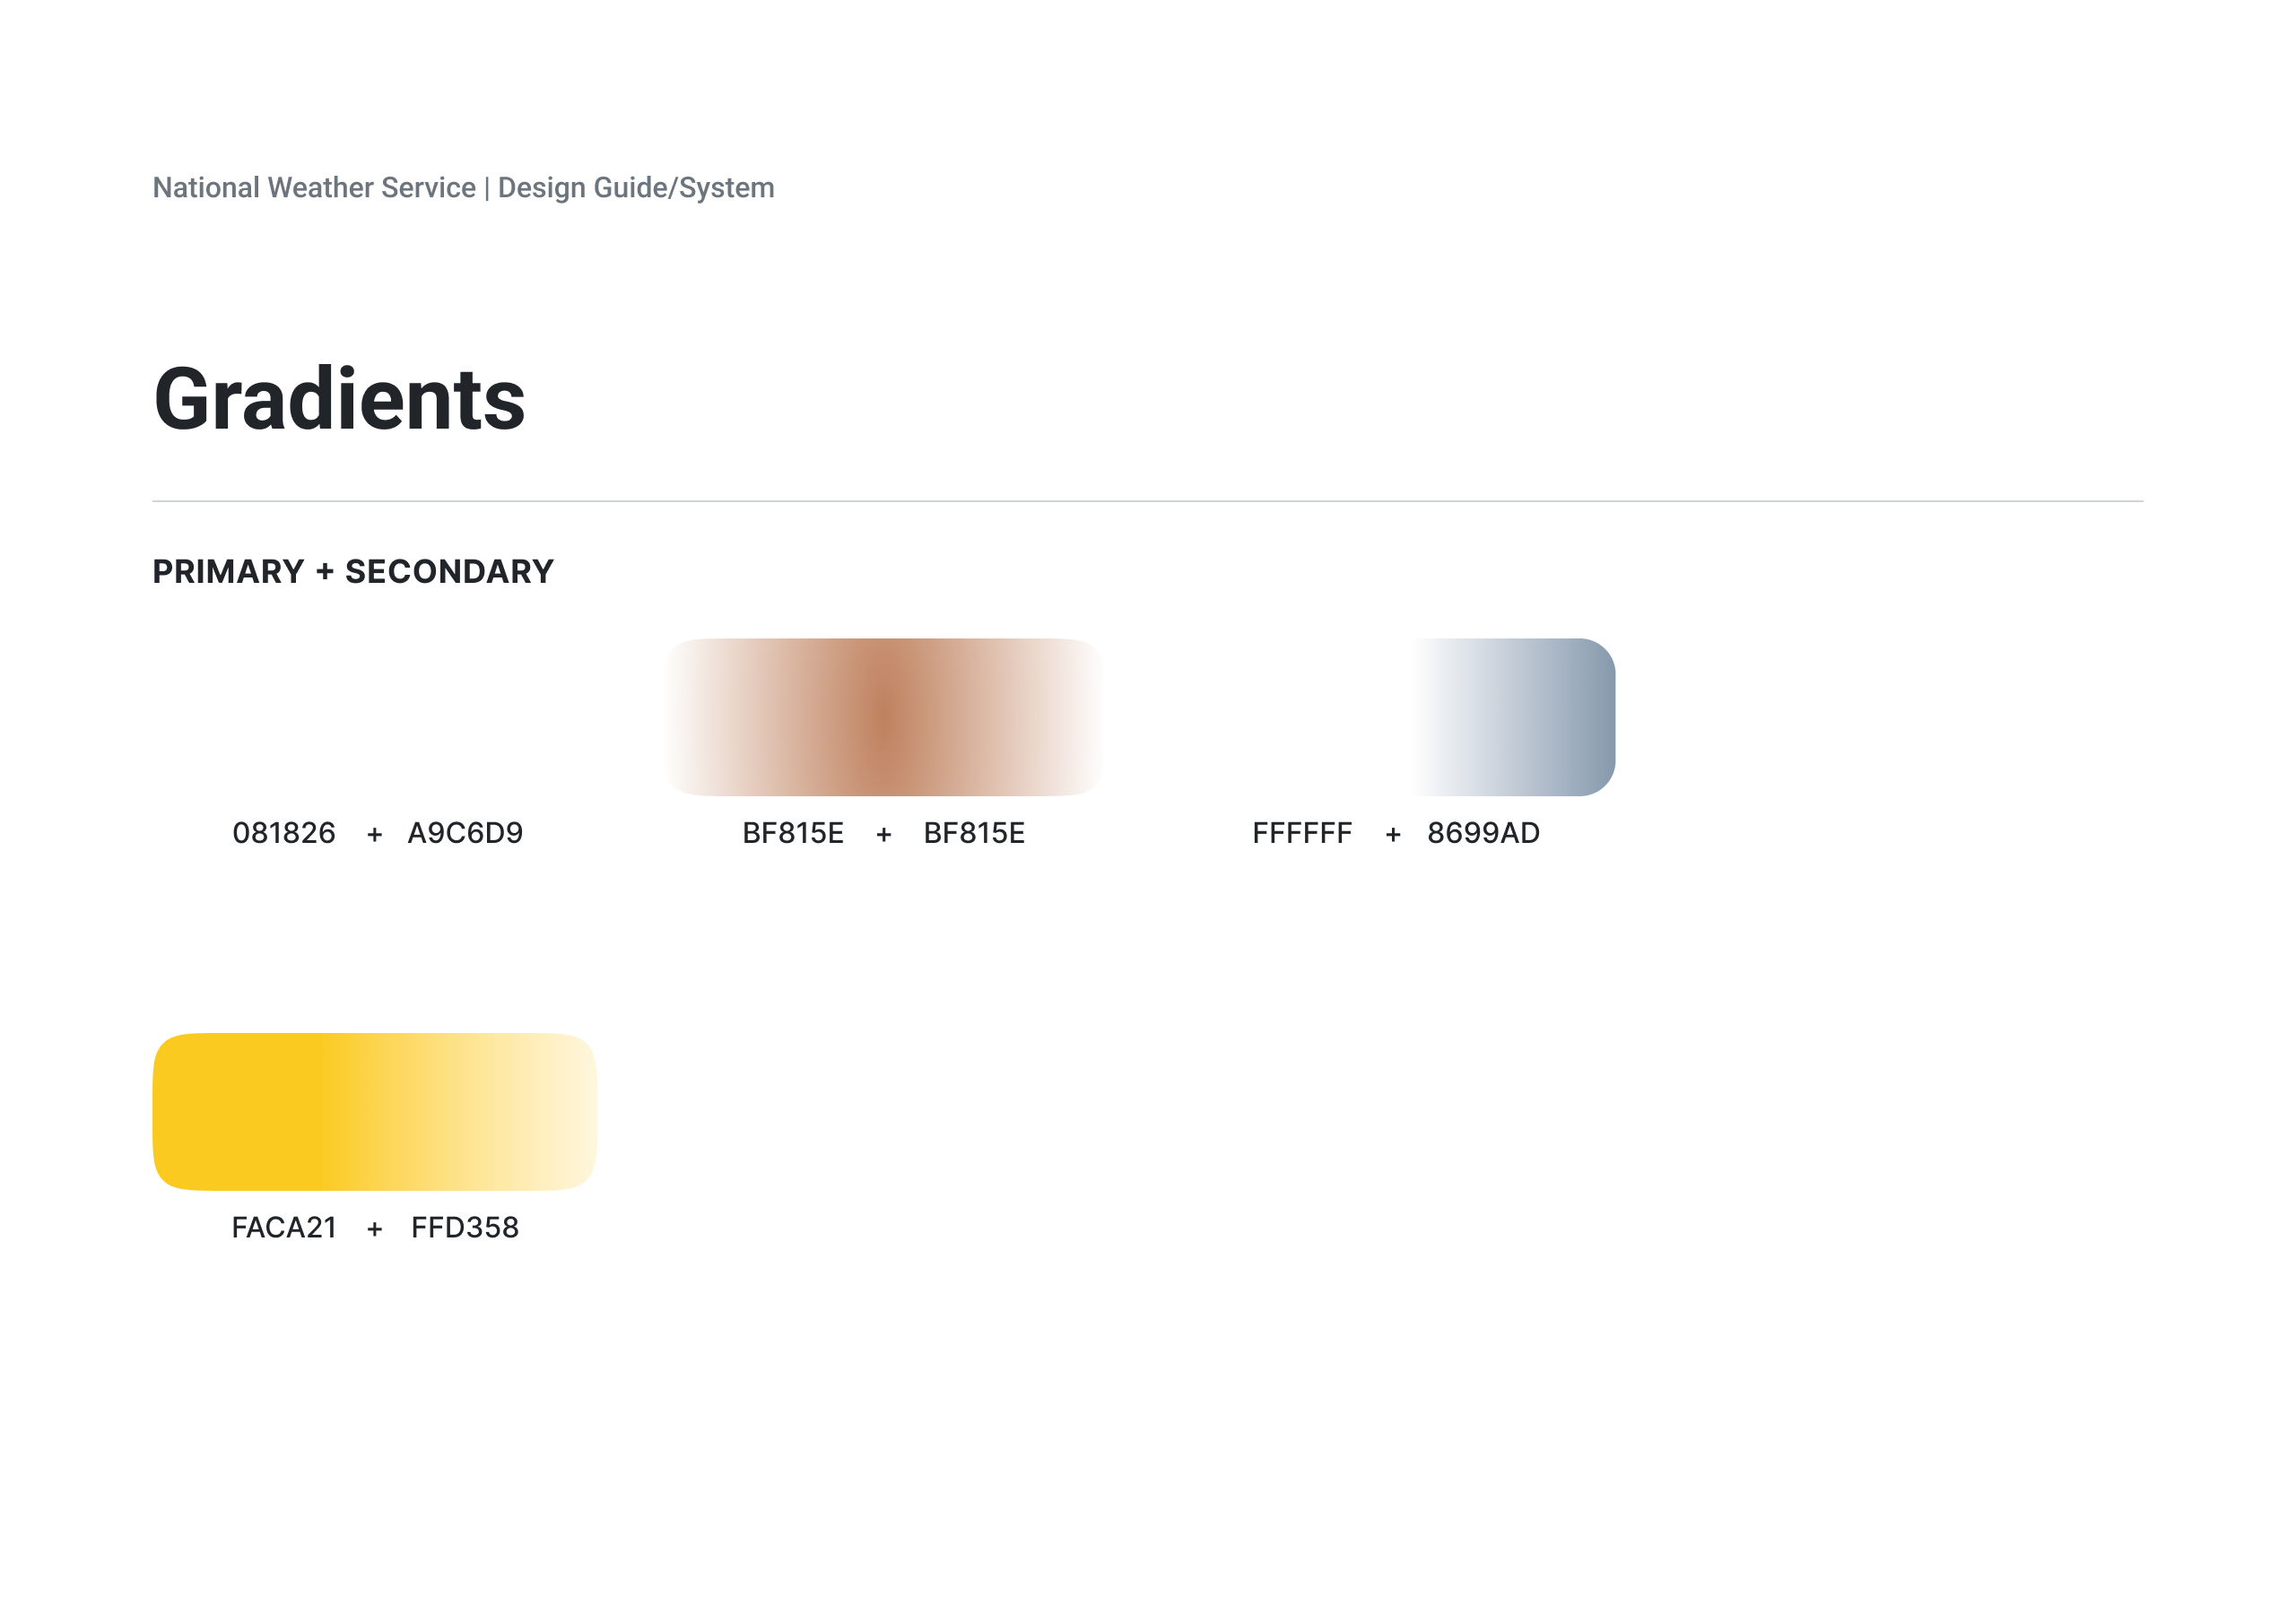 National Weather Service | Design Guide/System
Gradients
PRIMARY + SECONDARY
081826 + A9C6D9
BF815E + BF815E
FFFFFF + 8699AD
FACA21 + FFD358